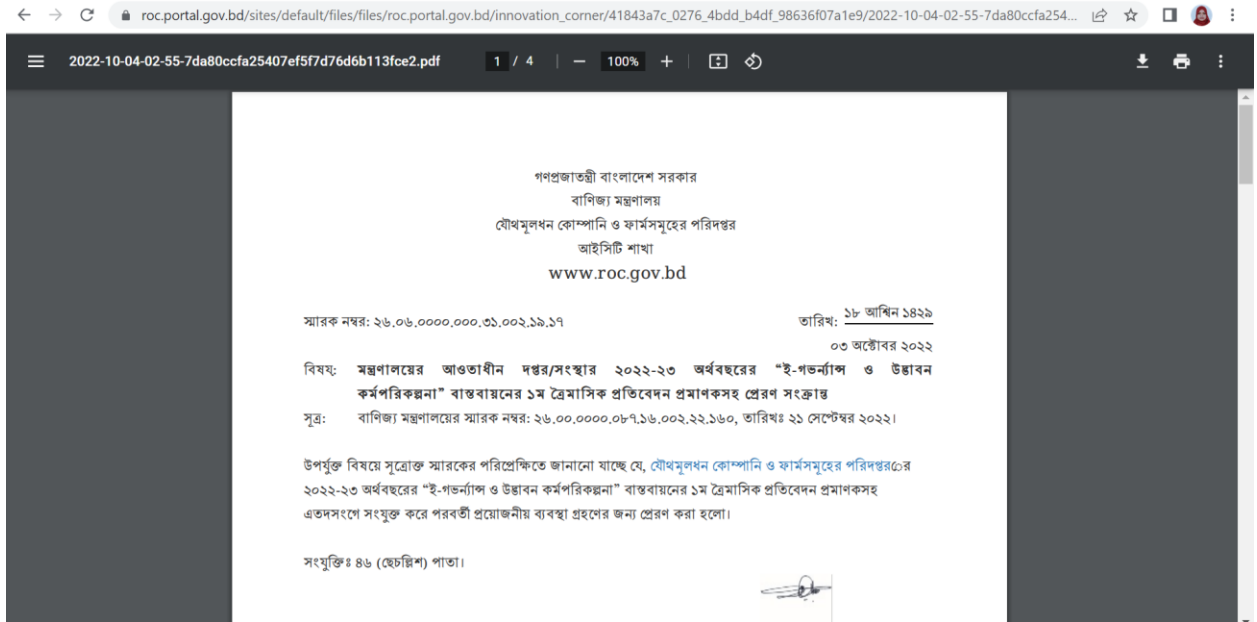 roc.portal.gov.bd/sites/default/files/files/roc.portal.gov.bd/innovation_corner/41843a7c_0276_4bdd_b4df_98636f07a1e9/2022-10-04-02-55-7da80ccfa254...
2022-10-04-02-55-7da80ccfa25407ef5f7d76d6b113fce2.pdf 1 / 4 | − 100% + |
গণপ্রজাতন্ত্রী বাংলাদেশ সরকার
বাণিজ্য মন্ত্রণালয়
যৌথমূলধন কোম্পানি ও ফার্মসমূহের পরিদপ্তর
আইসিটি শাখা
www.roc.gov.bd
স্মারক নম্বর: ২৬.০৬.০০০০.০০০.৩১.০০২.১৯.১৭ তারিখ: ১৮ আশ্বিন ১৪২৯
০৩ অক্টোবর ২০২২
বিষয়: মন্ত্রণালয়ের আওতাধীন দপ্তর/সংস্থার ২০২২-২৩ অর্থবছরের “ই-গভর্ন্যান্স ও উদ্ভাবন
কর্মপরিকল্পনা” বাস্তবায়নের ১ম ত্রৈমাসিক প্রতিবেদন প্রমাণকসহ প্রেরণ সংক্রান্ত
সূত্র: বাণিজ্য মন্ত্রণালয়ের স্মারক নম্বর: ২৬.০০.০০০০.০৮৭.১৬.০০২.২২.১৬০, তারিখঃ ২১ সেপ্টেম্বর ২০২২।
উপর্যুক্ত বিষয়ে সূত্রোক্ত স্মারকের পরিপ্রেক্ষিতে জানানো যাচ্ছে যে, যৌথমূলধন কোম্পানি ও ফার্মসমূহের পরিদপ্তরের
২০২২-২৩ অর্থবছরের “ই-গভর্ন্যান্স ও উদ্ভাবন কর্মপরিকল্পনা” বাস্তবায়নের ১ম ত্রৈমাসিক প্রতিবেদন প্রমাণকসহ
এতদসংগে সংযুক্ত করে পরবর্তী প্রয়োজনীয় ব্যবস্থা গ্রহণের জন্য প্রেরণ করা হলো।
সংযুক্তিঃ ৪৬ (ছেচল্লিশ) পাতা।